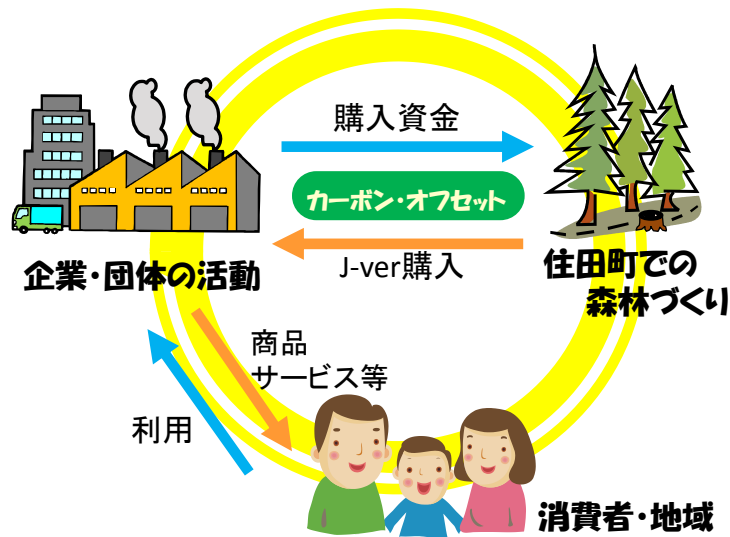 購入資金
カーボン・オフセット
J-ver購入
企業・団体の活動
住田町での
森林づくり
商品
サービス等
利用
消費者・地域